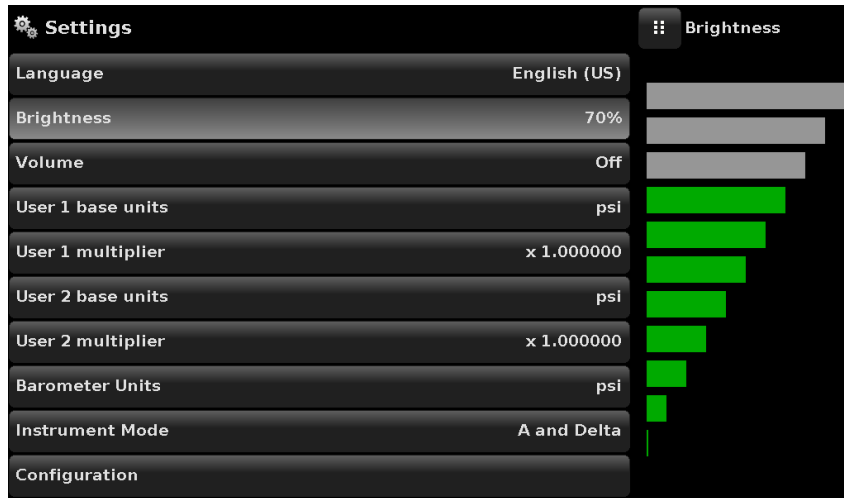 Settings
Brightness
Language English (US)
Brightness 70%
Volume Off
User 1 base units psi
User 1 multiplier x 1.000000
User 2 base units psi
User 2 multiplier x 1.000000
Barometer Units psi
Instrument Mode A and Delta
Configuration